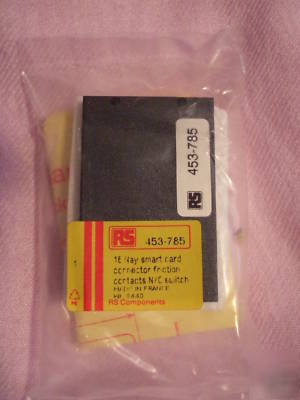 RS
453-785
RS
453-785
1
16 Way smart card
connector friction
contacts N/C switch
MADE IN FRANCE
RS Components